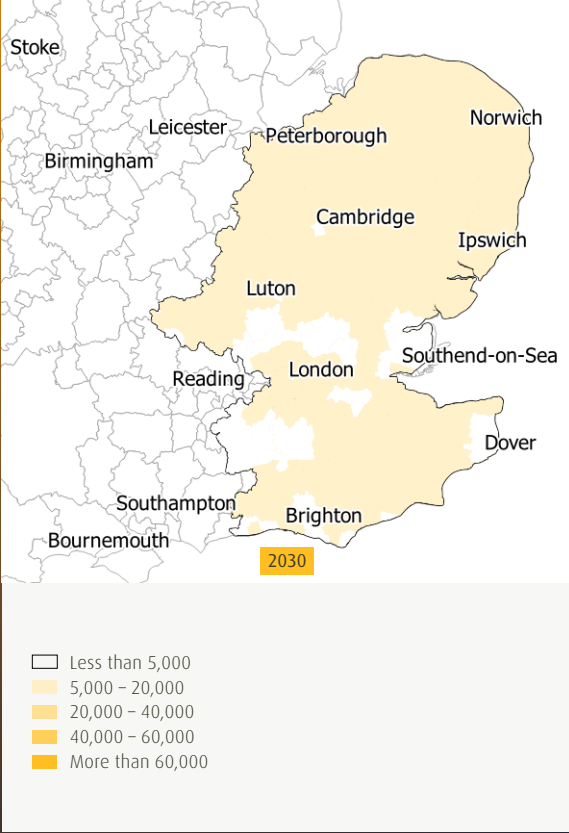 Stoke
Norwich
Leicester
Peterborough
Birmingham
Cambridge
Ipswich
Luton
Southend-on-Sea
London
Reading
Dover
Southampton
Brighton
Bournemouth
2030
Less than 5,000
5,000 – 20,000
20,000 – 40,000
40,000 – 60,000
More than 60,000